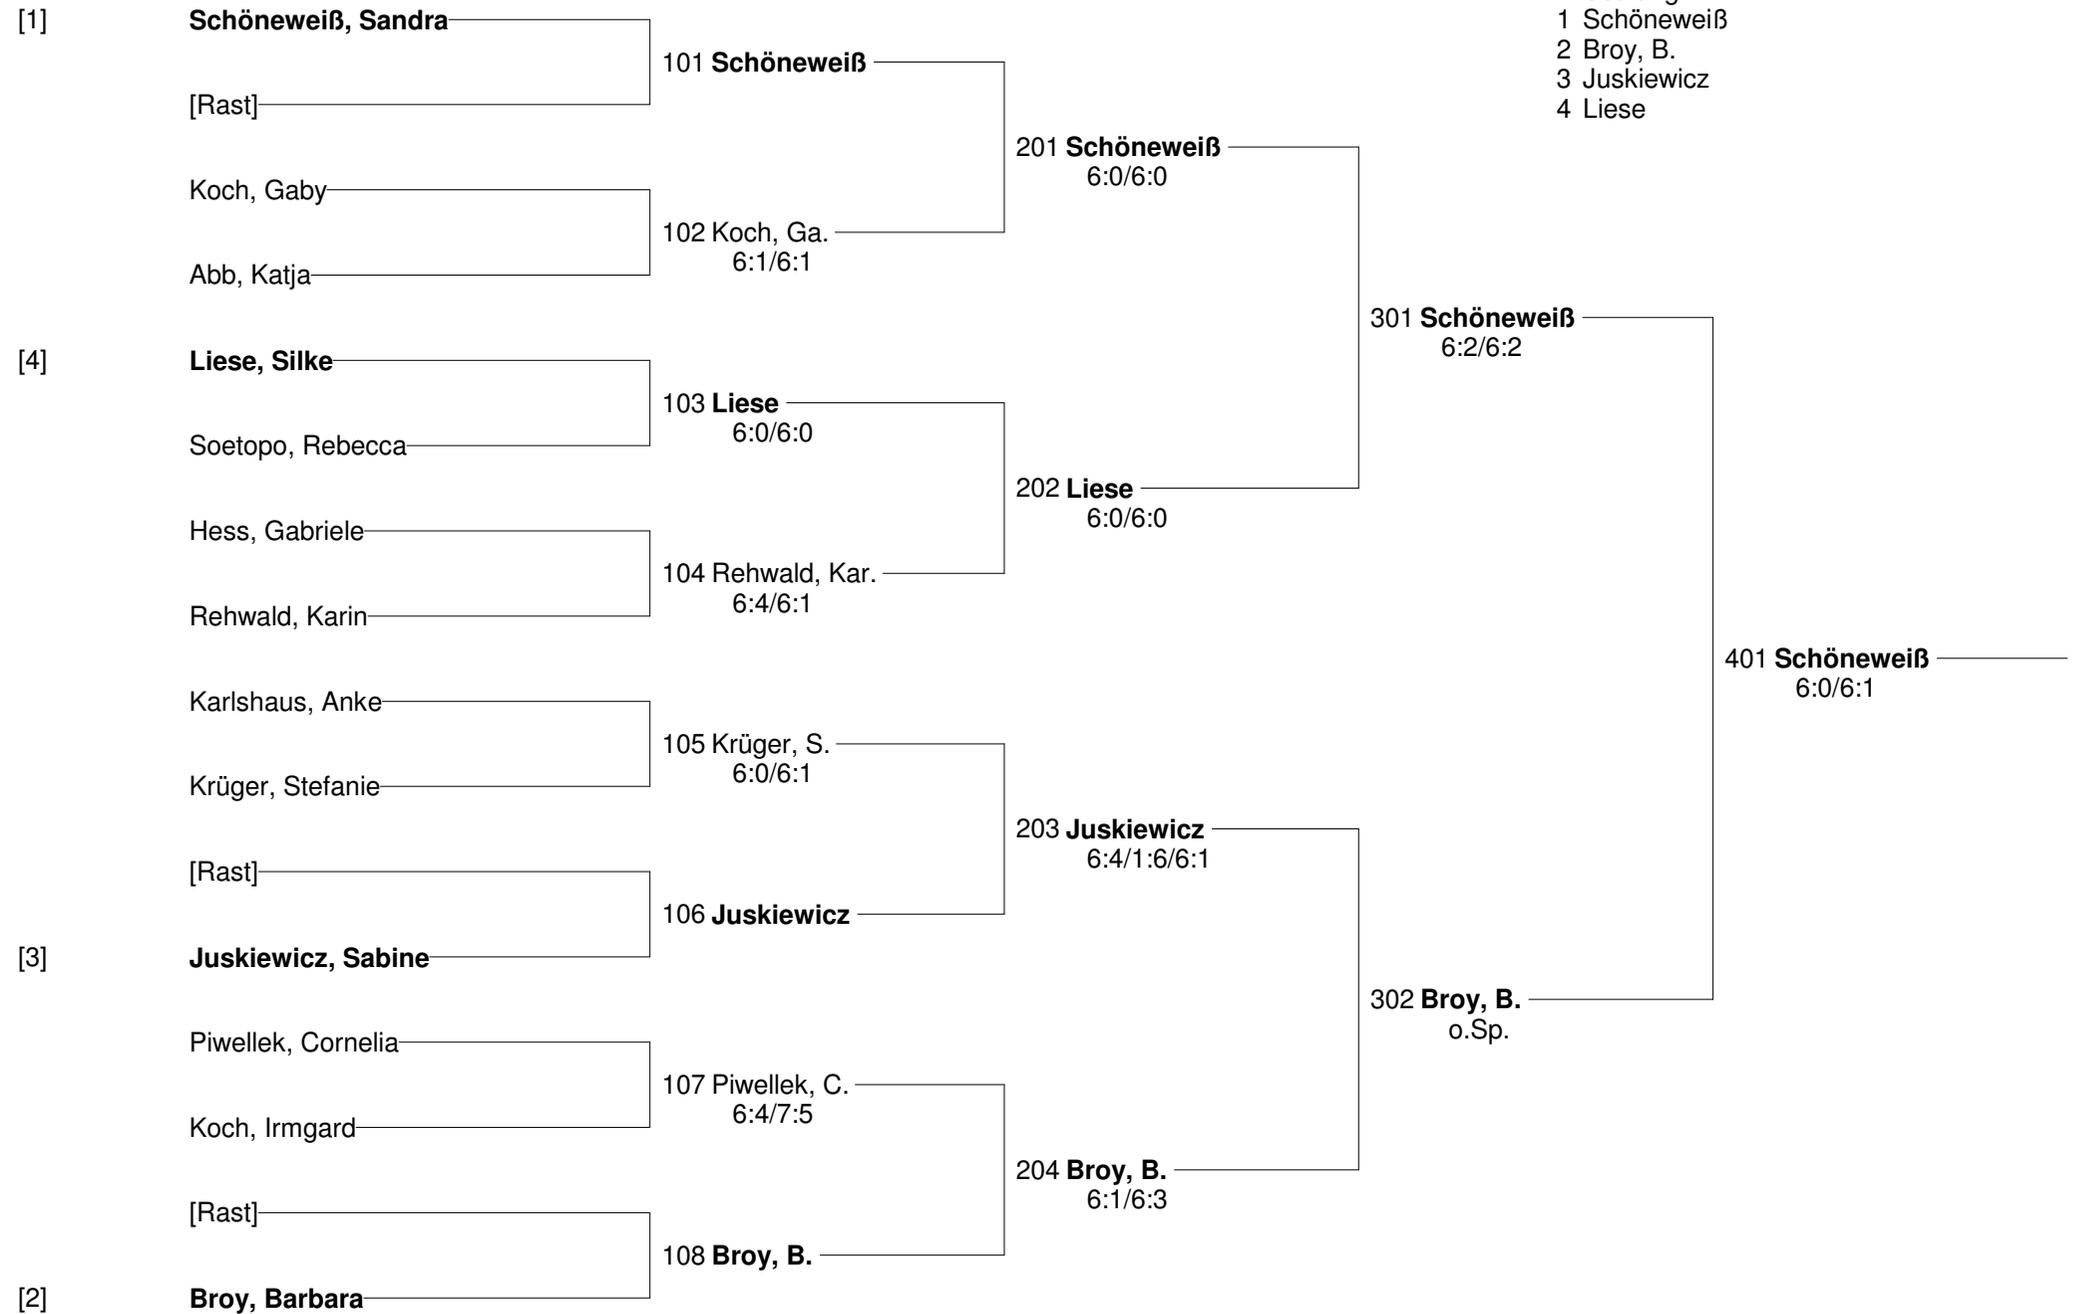 [1] Schöneweiß, Sandra
[Rast]
Koch, Gaby
Abb, Katja
[4] Liese, Silke
Soetopo, Rebecca
Hess, Gabriele
Rehwald, Karin
Karlshaus, Anke
Krüger, Stefanie
[Rast]
[3] Juskiewicz, Sabine
Piwellek, Cornelia
Koch, Irmgard
[Rast]
[2] Broy, Barbara
101 Schöneweiß
102 Koch, Ga.
6:1/6:1
103 Liese
6:0/6:0
104 Rehwald, Kar.
6:4/6:1
105 Krüger, S.
6:0/6:1
106 Juskiewicz
107 Piwellek, C.
6:4/7:5
108 Broy, B.
201 Schöneweiß
6:0/6:0
202 Liese
6:0/6:0
203 Juskiewicz
6:4/1:6/6:1
204 Broy, B.
6:1/6:3
301 Schöneweiß
6:2/6:2
302 Broy, B.
o.Sp.
401 Schöneweiß
6:0/6:1
1 Schöneweiß
2 Broy, B.
3 Juskiewicz
4 Liese